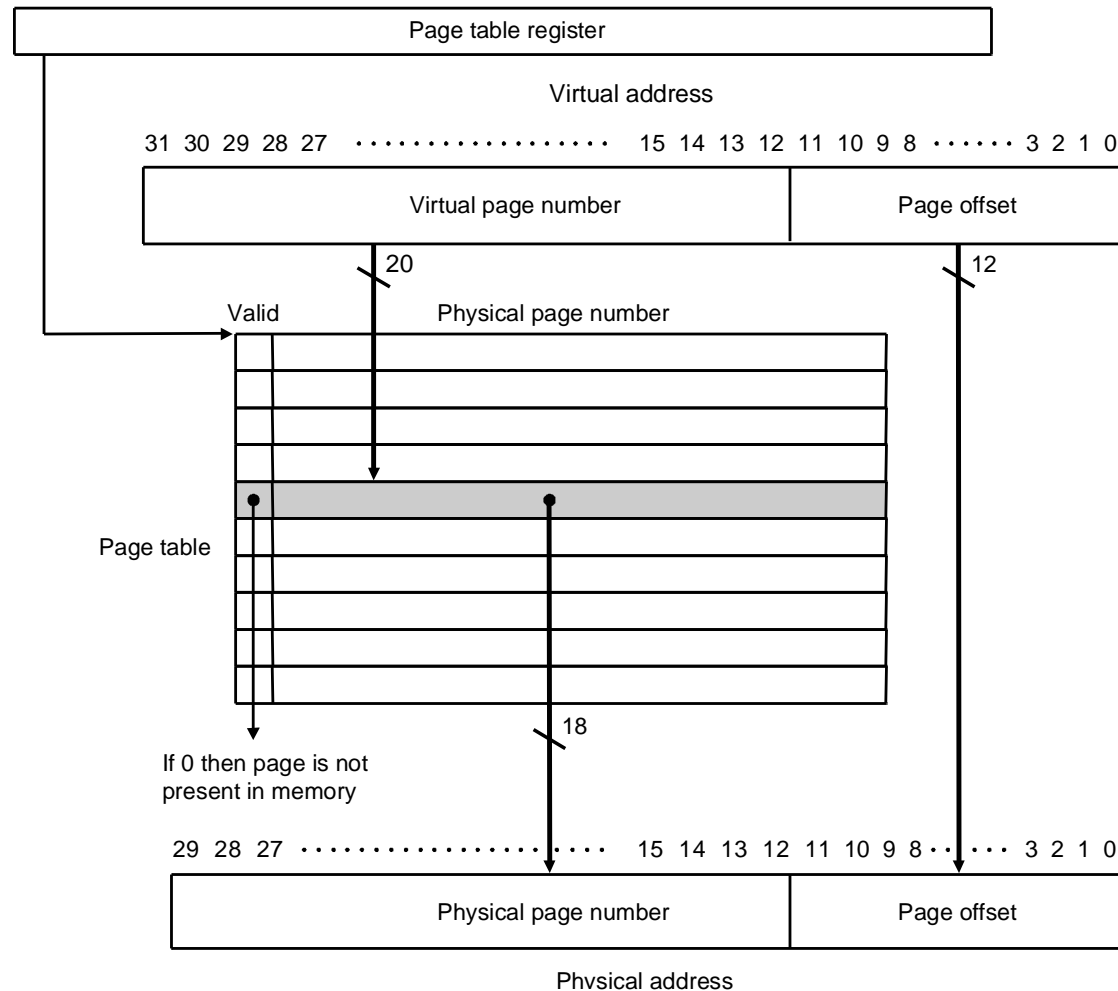 Page table register
Virtual address
31 30 29 28 27 ·················· 15 14 13 12 11 10 9 8 ······ 3 2 1 0
Virtual page number Page offset
20 12
Valid Physical page number
Page table
18
If 0 then page is not
present in memory
29 28 27 ····················· 15 14 13 12 11 10 9 8 ······ 3 2 1 0
Physical page number Page offset
Physical address